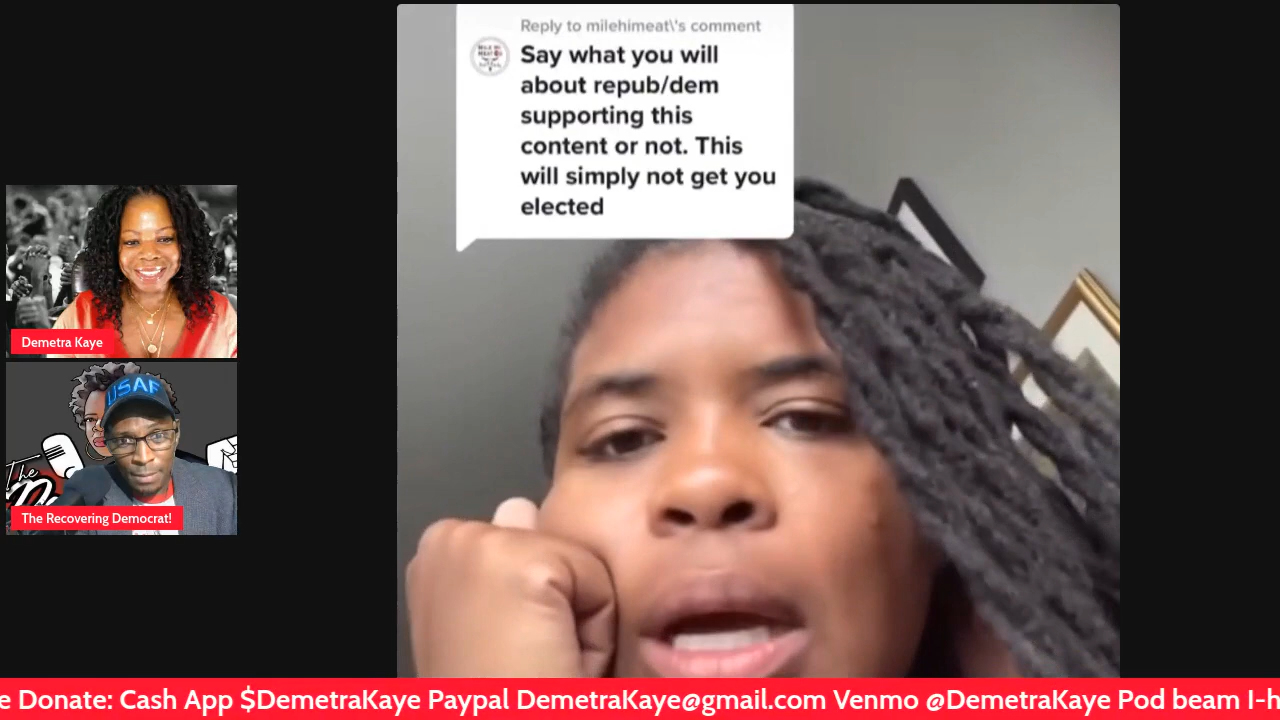 Reply to milehimeat\'s comment
Say what you will
about repub/dem
supporting this
content or not. This
will simply not get you
elected
Demetra Kaye
USAF
The
The Recovering Democrat!
e Donate: Cash App $DemetraKaye Paypal DemetraKaye@gmail.com Venmo @DemetraKaye Pod beam I-h